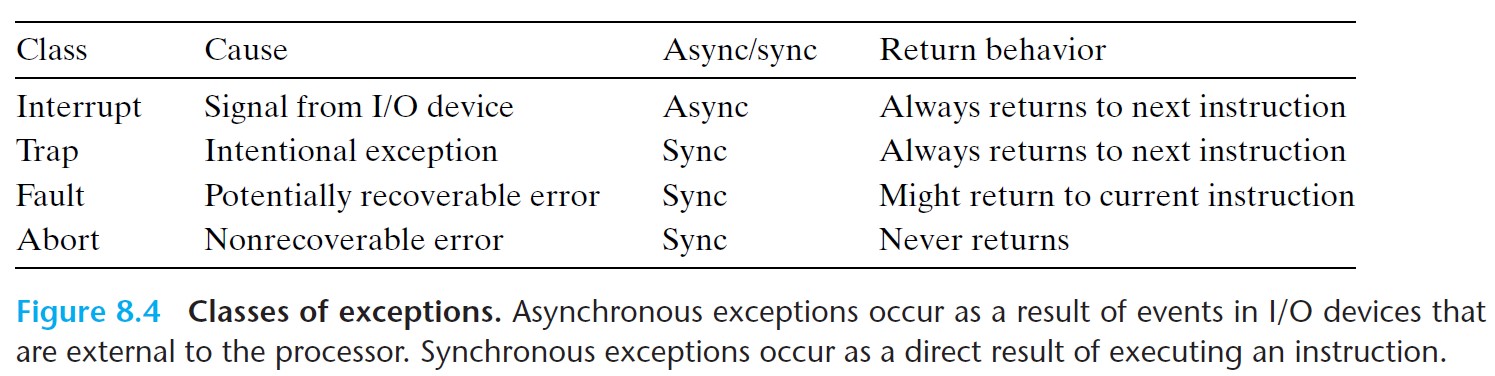 Class Cause Async/sync Return behavior
Interrupt Signal from I/O device Async Always returns to next instruction
Trap Intentional exception Sync Always returns to next instruction
Fault Potentially recoverable error Sync Might return to current instruction
Abort Nonrecoverable error Sync Never returns
Figure 8.4 Classes of exceptions. Asynchronous exceptions occur as a result of events in I/O devices that
are external to the processor. Synchronous exceptions occur as a direct result of executing an instruction.